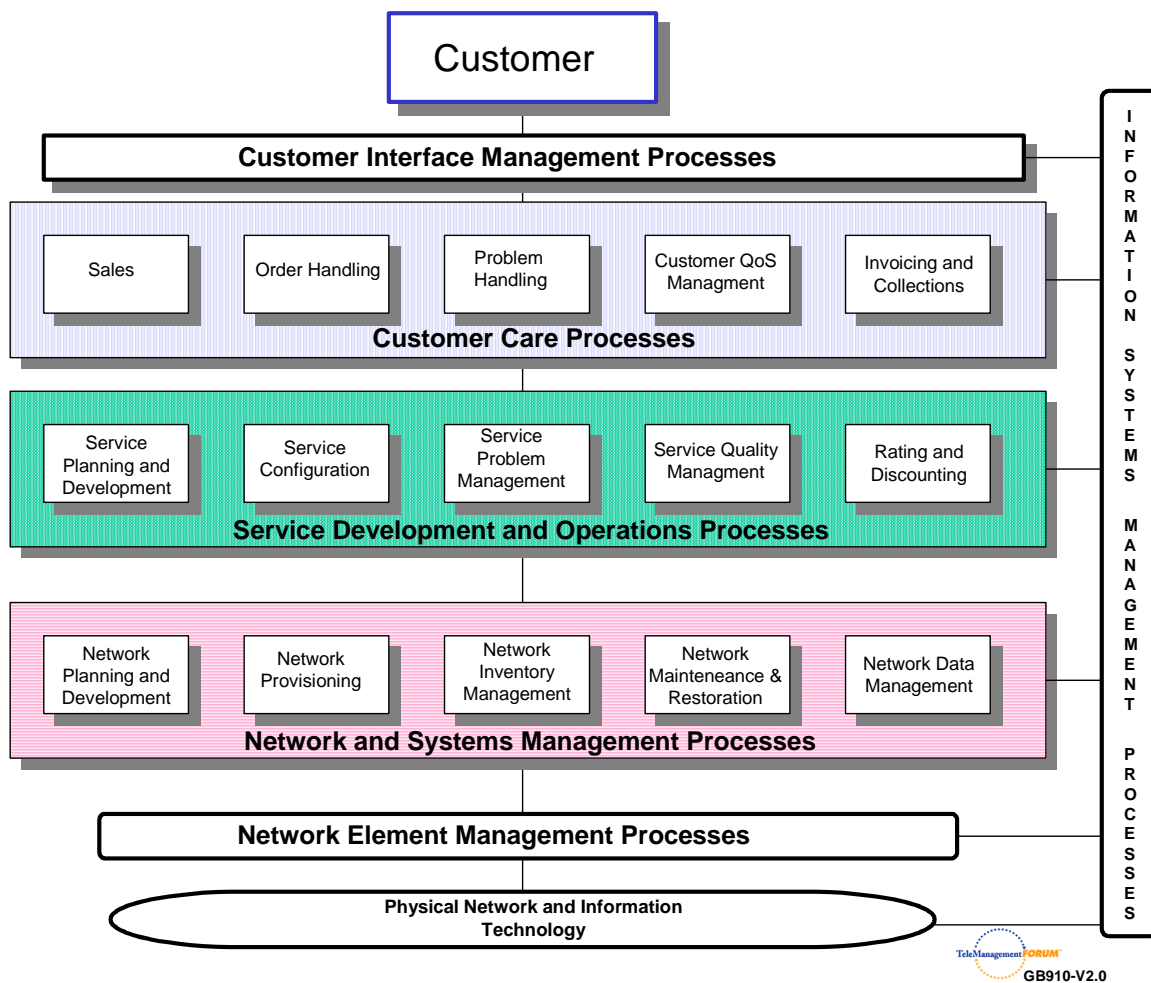 Customer
Customer Interface Management Processes
Sales
Order Handling
Problem
Handling
Customer QoS
Managment
Invoicing and
Collections
Customer Care Processes
Service
Planning and
Development
Service
Configuration
Service
Problem
Management
Service Quality
Managment
Rating and
Discounting
Service Development and Operations Processes
Network
Planning and
Development
Network
Provisioning
Network
Inventory
Management
Network
Mainteneance &
Restoration
Network Data
Management
Network and Systems Management Processes
Network Element Management Processes
Physical Network and Information
Technology
INFORMATION SYSTEMS MANAGEMENT PROCESSES
TeleManagement FORUM™
GB910-V2.0